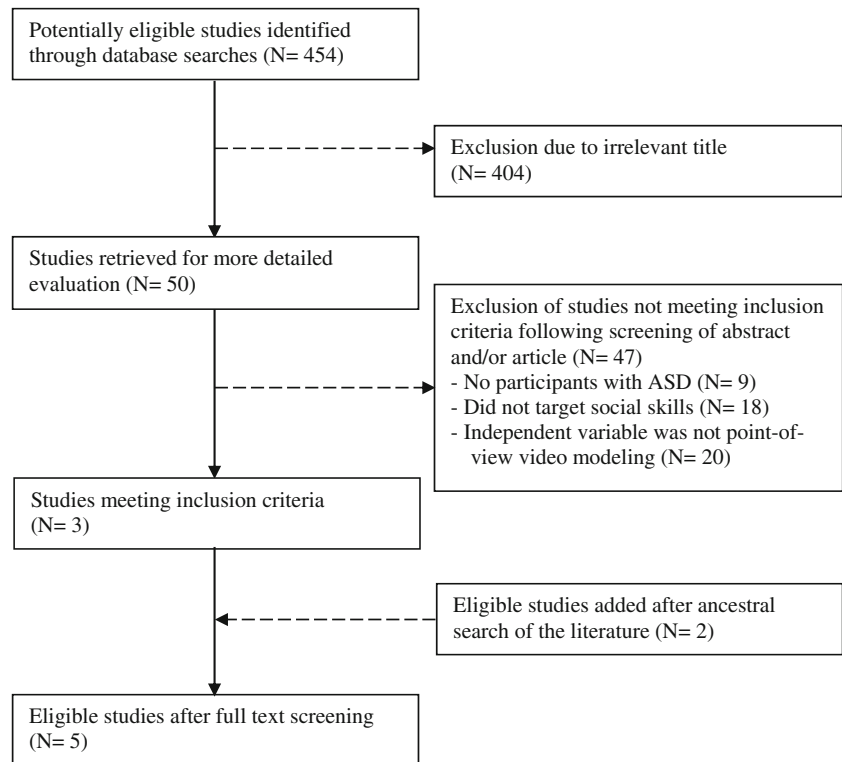 Potentially eligible studies identified
through database searches (N= 454)
Exclusion due to irrelevant title
(N= 404)
Studies retrieved for more detailed
evaluation (N= 50)
Exclusion of studies not meeting inclusion
criteria following screening of abstract
and/or article (N= 47)
- No participants with ASD (N= 9)
- Did not target social skills (N= 18)
- Independent variable was not point-of-
view video modeling (N= 20)
Studies meeting inclusion criteria
(N= 3)
Eligible studies added after ancestral
search of the literature (N= 2)
Eligible studies after full text screening
(N= 5)